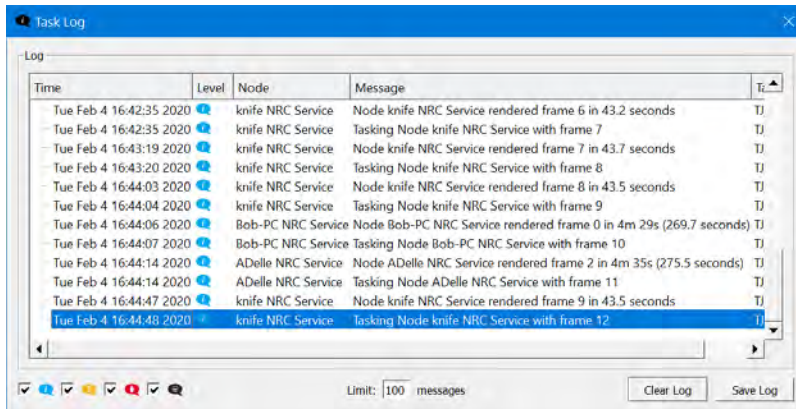 Task Log
Log
Time Level Node Message
Tue Feb 4 16:42:35 2020 knife NRC Service Node knife NRC Service rendered frame 6 in 43.2 seconds TJ
Tue Feb 4 16:42:35 2020 knife NRC Service Tasking Node knife NRC Service with frame 7 TJ
Tue Feb 4 16:43:19 2020 knife NRC Service Node knife NRC Service rendered frame 7 in 43.7 seconds TJ
Tue Feb 4 16:43:20 2020 knife NRC Service Tasking Node knife NRC Service with frame 8 TJ
Tue Feb 4 16:44:03 2020 knife NRC Service Node knife NRC Service rendered frame 8 in 43.5 seconds TJ
Tue Feb 4 16:44:04 2020 knife NRC Service Tasking Node knife NRC Service with frame 9 TJ
Tue Feb 4 16:44:06 2020 Bob-PC NRC Service Node Bob-PC NRC Service rendered frame 0 in 4m 29s (269.7 seconds) TJ
Tue Feb 4 16:44:07 2020 Bob-PC NRC Service Tasking Node Bob-PC NRC Service with frame 10 TJ
Tue Feb 4 16:44:14 2020 ADelle NRC Service Node ADelle NRC Service rendered frame 2 in 4m 35s (275.5 seconds) TJ
Tue Feb 4 16:44:14 2020 ADelle NRC Service Tasking Node ADelle NRC Service with frame 11 TJ
Tue Feb 4 16:44:47 2020 knife NRC Service Node knife NRC Service rendered frame 9 in 43.5 seconds TJ
Tue Feb 4 16:44:48 2020 knife NRC Service Tasking Node knife NRC Service with frame 12 TJ
Limit: 100 messages Clear Log Save Log